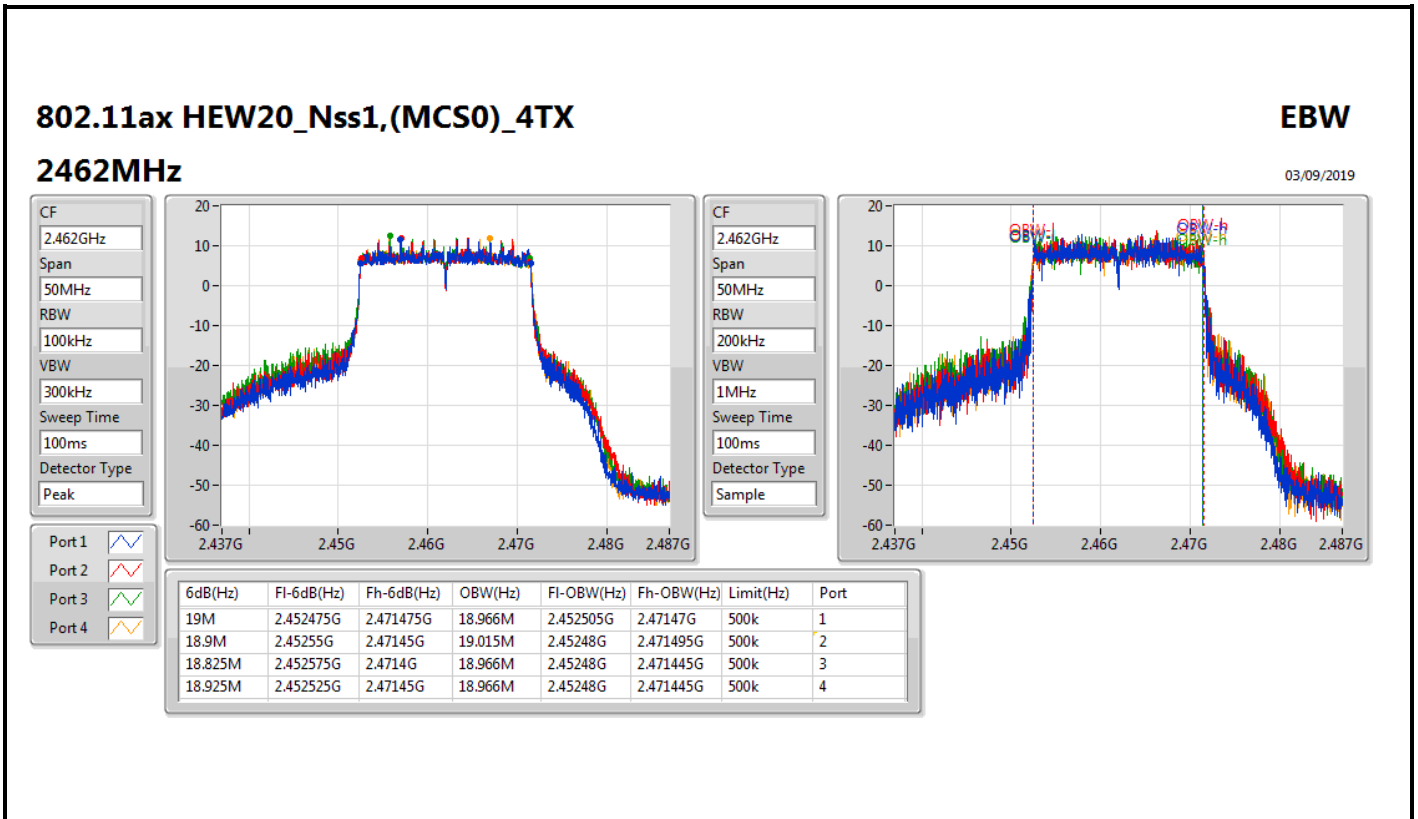 802.11ax HEW20_Nss1,(MCS0)_4TX
EBW
2462MHz
03/09/2019
CF
2.462GHz
Span
50MHz
RBW
100kHz
VBW
300kHz
Sweep Time
100ms
Detector Type
Peak
20
10
0
-10
-20
-30
-40
-50
-60
2.437G 2.45G 2.46G 2.47G 2.48G 2.487G
CF
2.462GHz
Span
50MHz
RBW
200kHz
VBW
1MHz
Sweep Time
100ms
Detector Type
Sample
20
10
0
-10
-20
-30
-40
-50
-60
OBW-l
OBW-l
OBW-h
OBW-h
2.437G 2.45G 2.46G 2.47G 2.48G 2.487G
Port 1
Port 2
Port 3
Port 4
6dB(Hz) Fl-6dB(Hz) Fh-6dB(Hz) OBW(Hz) Fl-OBW(Hz) Fh-OBW(Hz) Limit(Hz) Port
19M 2.452475G 2.471475G 18.966M 2.452505G 2.47147G 500k 1
18.9M 2.45255G 2.47145G 19.015M 2.45248G 2.471495G 500k 2
18.825M 2.452575G 2.4714G 18.966M 2.45248G 2.471445G 500k 3
18.925M 2.452525G 2.47145G 18.966M 2.45248G 2.471445G 500k 4